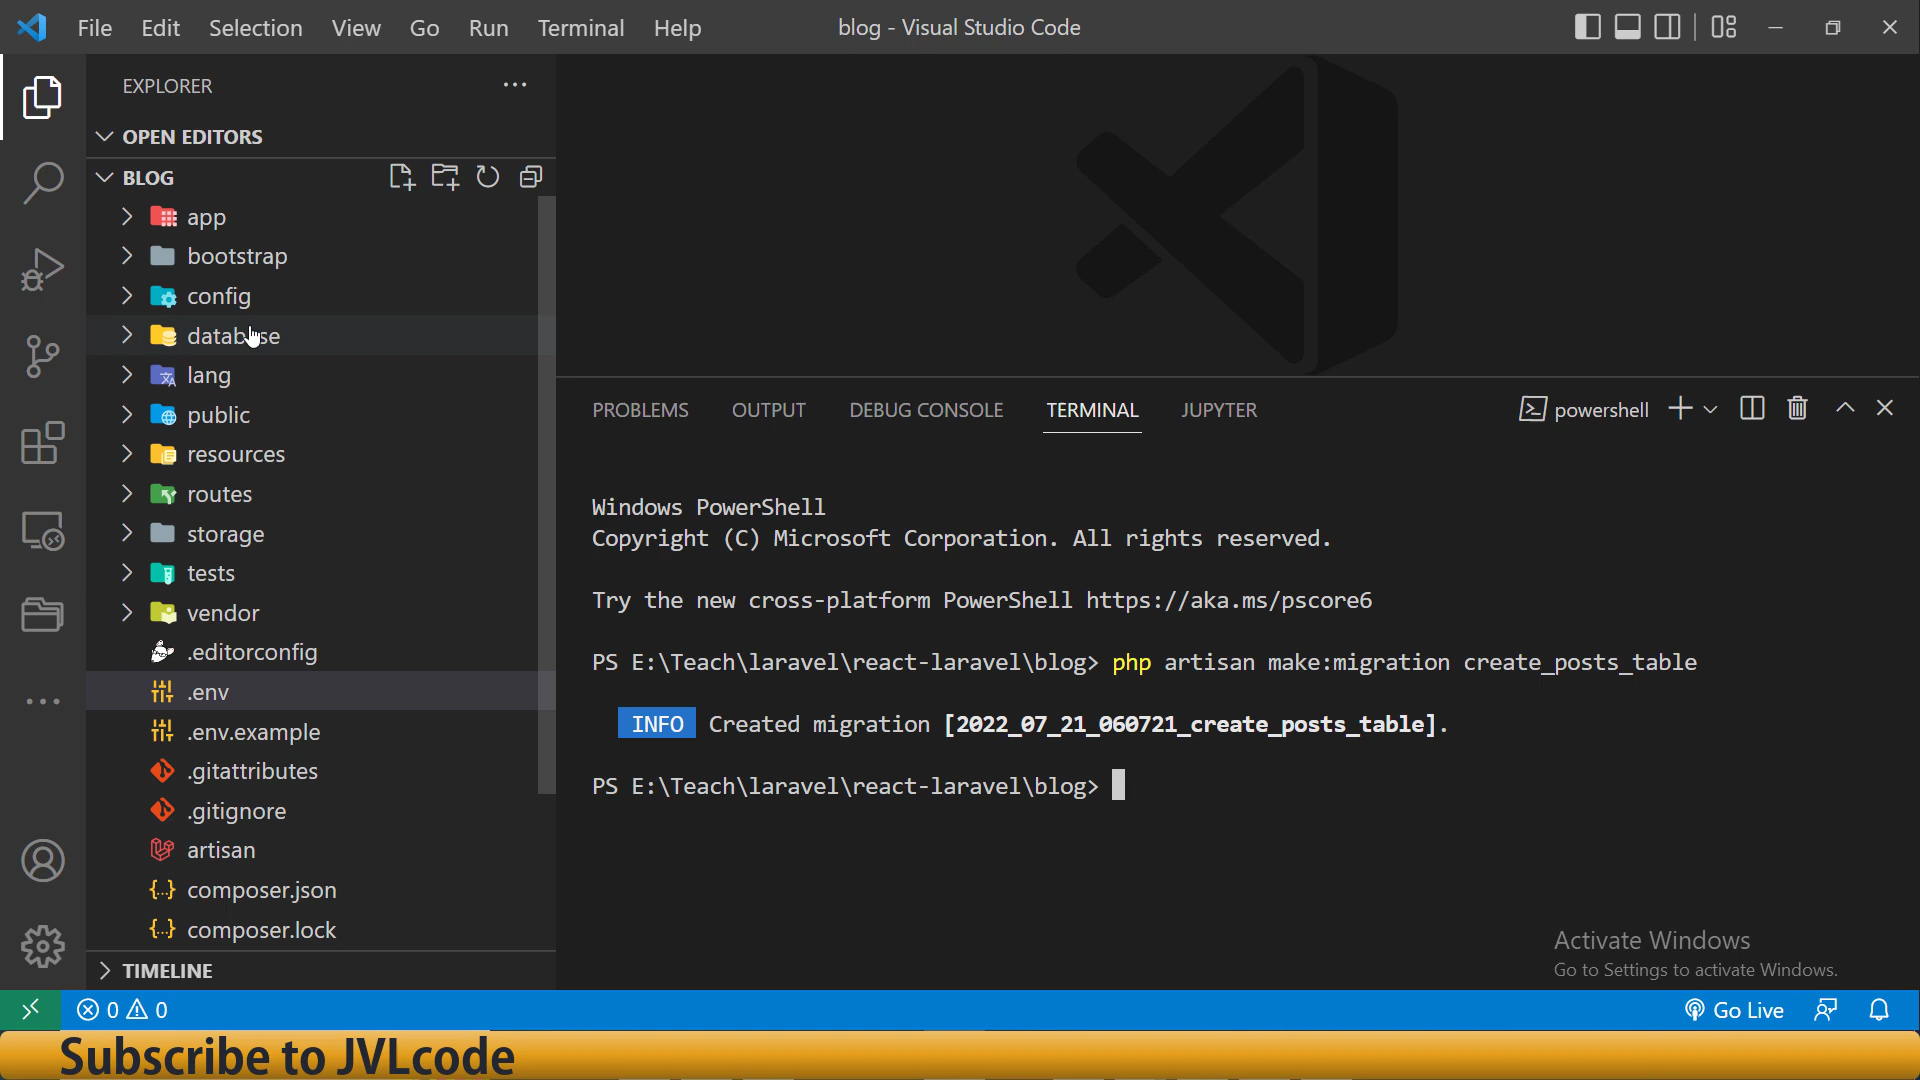 File Edit Selection View Go Run Terminal Help blog - Visual Studio Code
EXPLORER
OPEN EDITORS
BLOG
app
bootstrap
config
database
lang
public
resources
routes
storage
tests
vendor
.editorconfig
.env
.env.example
.gitattributes
.gitignore
artisan
composer.json
composer.lock
TIMELINE
PROBLEMS OUTPUT DEBUG CONSOLE TERMINAL JUPYTER powershell
Windows PowerShell
Copyright (C) Microsoft Corporation. All rights reserved.
Try the new cross-platform PowerShell https://aka.ms/pscore6
PS E:\Teach\laravel\react-laravel\blog> php artisan make:migration create_posts_table
INFO Created migration [2022_07_21_060721_create_posts_table].
PS E:\Teach\laravel\react-laravel\blog>
Activate Windows
Go to Settings to activate Windows.
0 0 Go Live
Subscribe to JVLcode